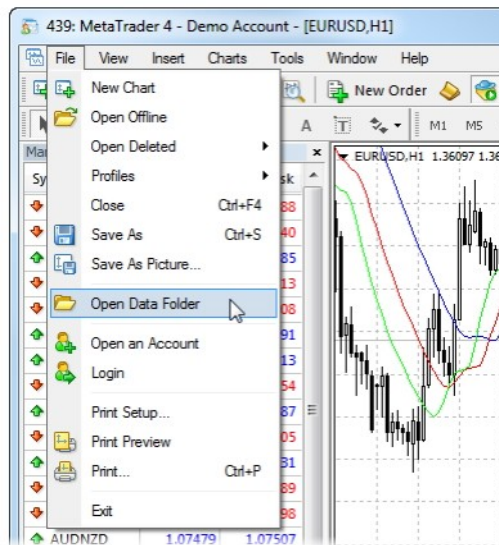 439: MetaTrader 4 - Demo Account - [EURUSD,H1]
File View Insert Charts Tools Window Help
New Order
A T M1 M5
New Chart
Open Offline
Open Deleted
Profiles
Close Ctrl+F4
Save As Ctrl+S
Save As Picture...
Open Data Folder
Open an Account
Login
Print Setup...
Print Preview
Print... Ctrl+P
Exit
Mar
Sy sk
88
40
85
13
08
91
13
54
87
05
31
89
98
AUDNZD 1.07479 1.07507
EURUSD,H1 1.36097 1.36